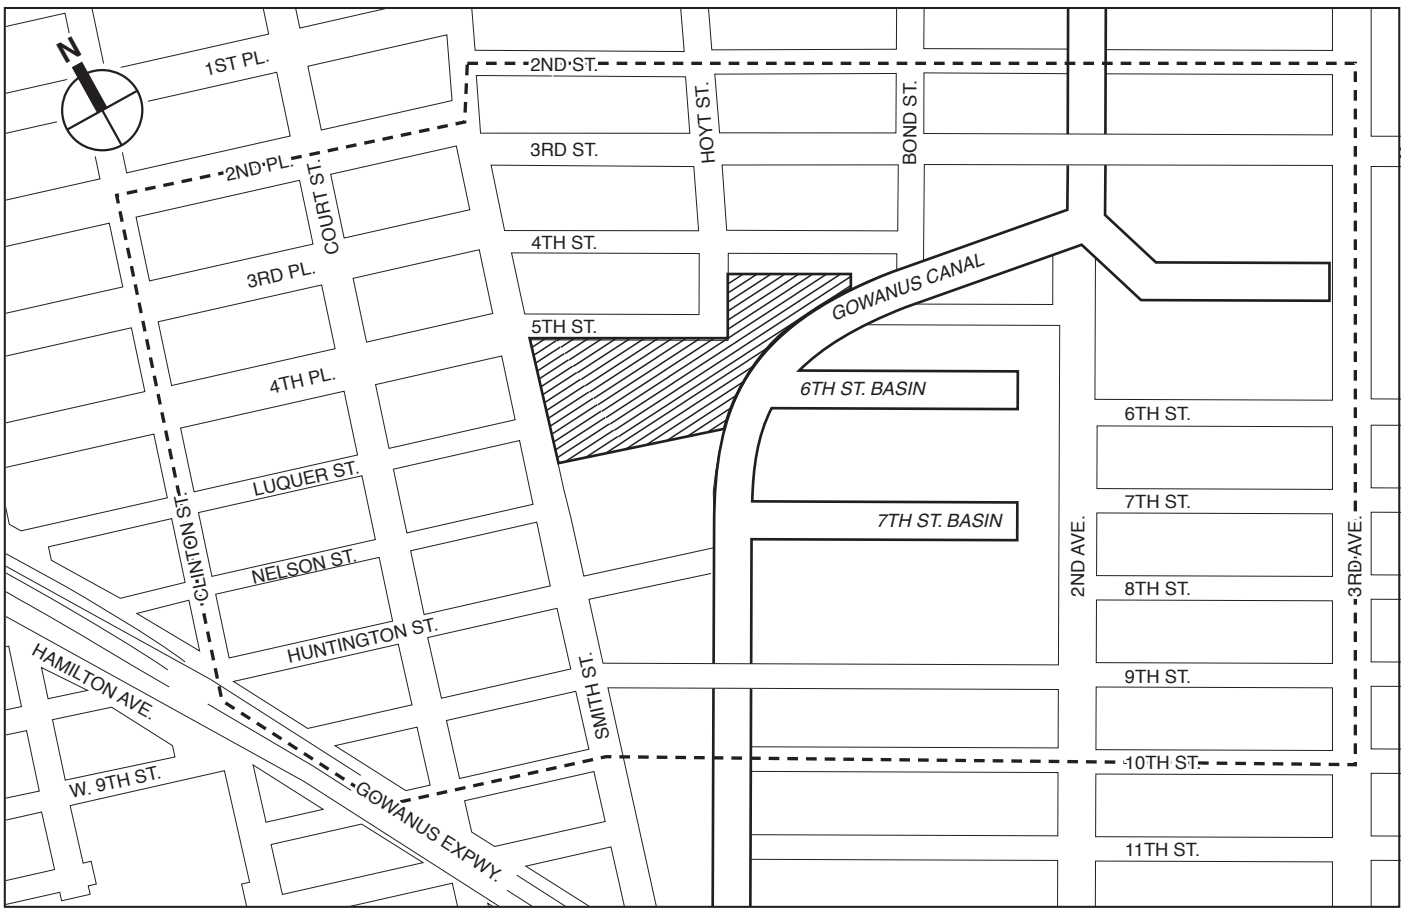 N
1ST PL.
2ND ST.
HOYT ST.
BOND ST.
3RD ST.
2ND PL.
COURT ST.
4TH ST.
3RD PL.
GOWANUS CANAL
5TH ST.
4TH PL.
6TH ST. BASIN
6TH ST.
LUQUER ST.
CLINTON ST.
7TH ST.
7TH ST. BASIN
2ND AVE.
3RD AVE.
NELSON ST.
8TH ST.
HUNTINGTON ST.
HAMILTON AVE.
SMITH ST.
9TH ST.
10TH ST.
W. 9TH ST.
GOWANUS EXPWY.
11TH ST.